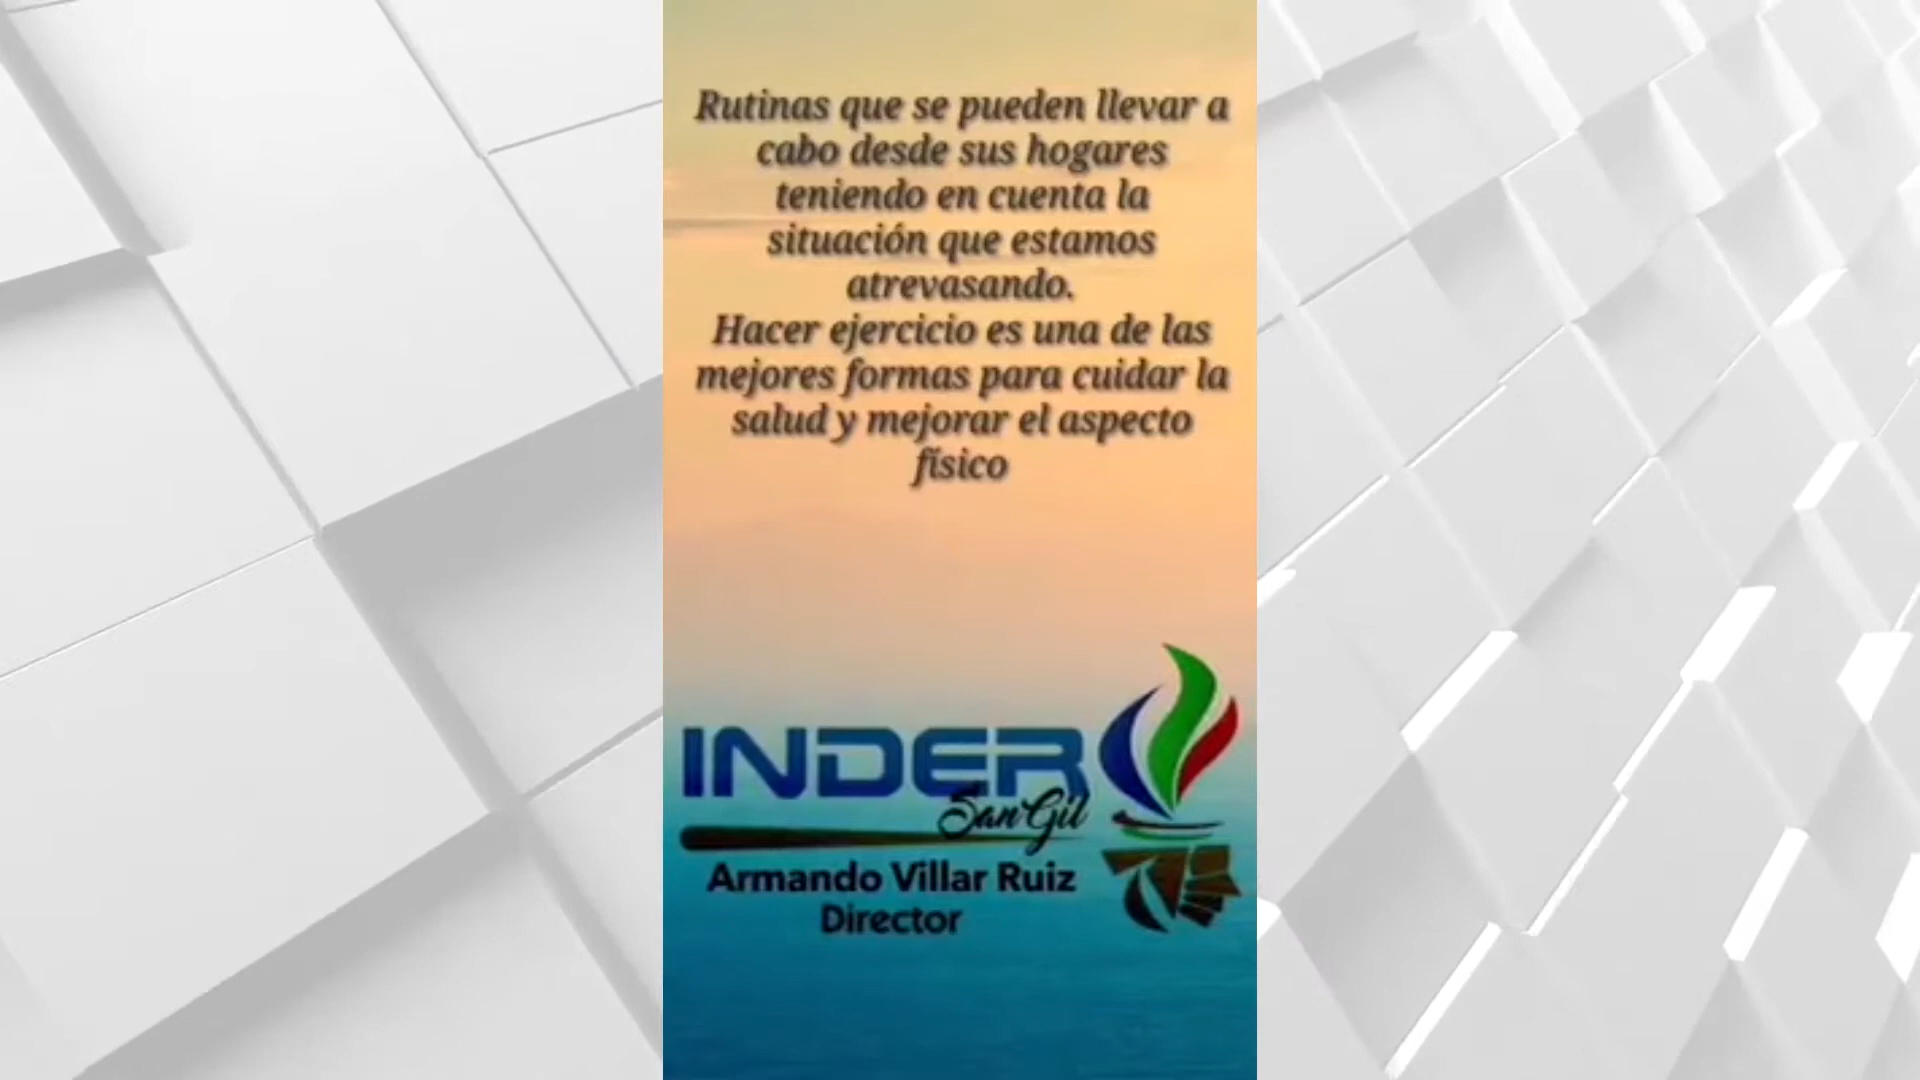 Rutinas que se pueden llevar a
cabo desde sus hogares
teniendo en cuenta la
situación que estamos
atrevasando.
Hacer ejercicio es una de las
mejores formas para cuidar la
salud y mejorar el aspecto
físico
INDER
San Gil
Armando Villar Ruiz
Director